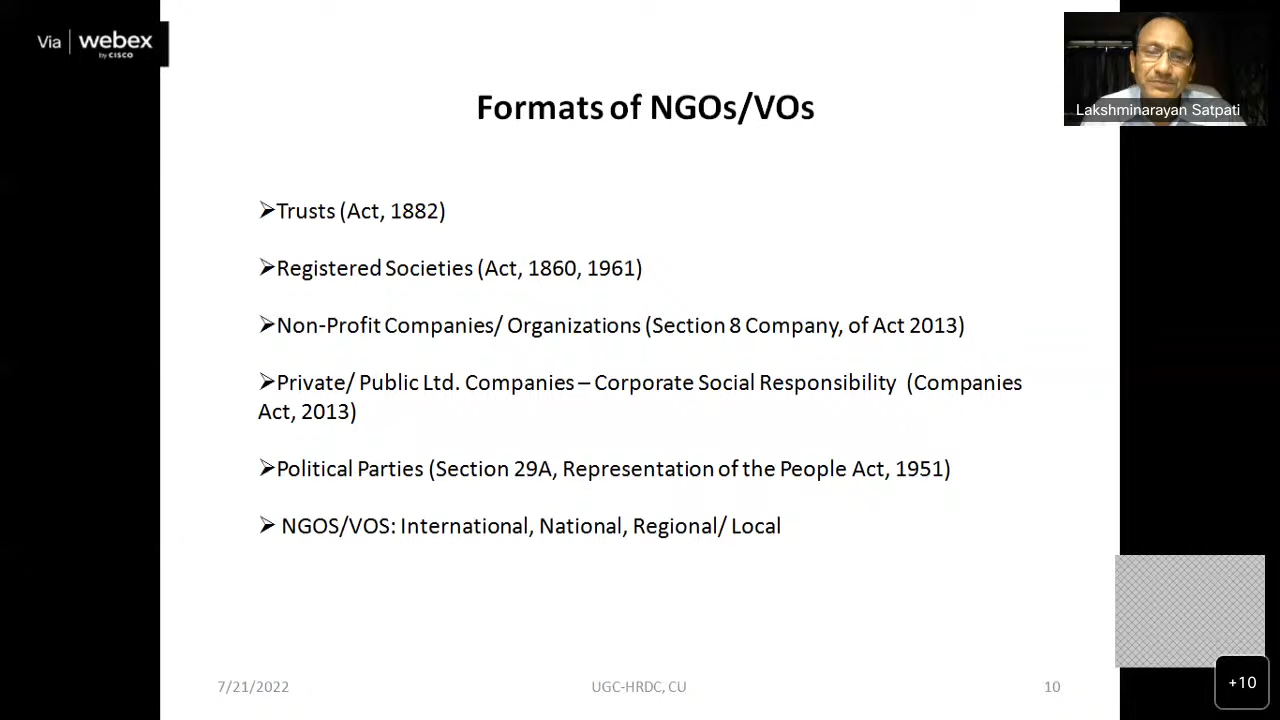 Via | webex
by CISCO
Lakshminarayan Satpati
Formats of NGOs/VOs
➢Trusts (Act, 1882)
➢Registered Societies (Act, 1860, 1961)
➢Non-Profit Companies/ Organizations (Section 8 Company, of Act 2013)
➢Private/ Public Ltd. Companies – Corporate Social Responsibility (Companies
Act, 2013)
➢Political Parties (Section 29A, Representation of the People Act, 1951)
➢ NGOS/VOS: International, National, Regional/ Local
7/21/2022
UGC-HRDC, CU
10
+10